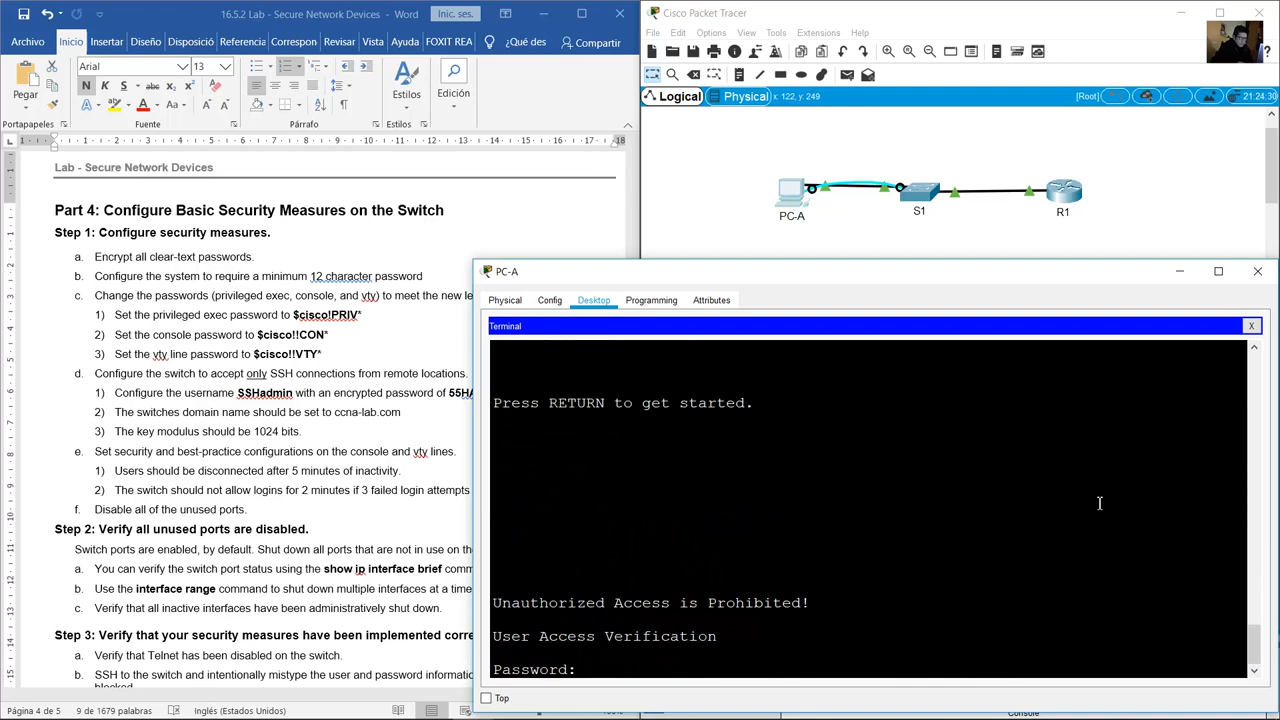 16.5.2 Lab - Secure Network Devices - Word
Inic. ses.
Archivo Inicio Insertar Diseño Disposició Referencia Correspon Revisar Vista Ayuda FOXIT REA ¿Qué des Compartir
Pegar
Arial 13
N K S abc x₂ x²
Aa
Estilos
Edición
Portapapeles Fuente Párrafo Estilos
Lab - Secure Network Devices
Part 4: Configure Basic Security Measures on the Switch
Step 1: Configure security measures.
a. Encrypt all clear-text passwords.
b. Configure the system to require a minimum 12 character password
c. Change the passwords (privileged exec, console, and vty) to meet the new le
1) Set the privileged exec password to $cisco!PRIV*
2) Set the console password to $cisco!!CON*
3) Set the vty line password to $cisco!!VTY*
d. Configure the switch to accept only SSH connections from remote locations.
1) Configure the username SSHadmin with an encrypted password of 55HA
2) The switches domain name should be set to ccna-lab.com
3) The key modulus should be 1024 bits.
e. Set security and best-practice configurations on the console and vty lines.
1) Users should be disconnected after 5 minutes of inactivity.
2) The switch should not allow logins for 2 minutes if 3 failed login attempts
f. Disable all of the unused ports.
Step 2: Verify all unused ports are disabled.
Switch ports are enabled, by default. Shut down all ports that are not in use on the
a. You can verify the switch port status using the show ip interface brief comm
b. Use the interface range command to shut down multiple interfaces at a time
c. Verify that all inactive interfaces have been administratively shut down.
Step 3: Verify that your security measures have been implemented corre
a. Verify that Telnet has been disabled on the switch.
b. SSH to the switch and intentionally mistype the user and password informatio
blocked.
Página 4 de 5 9 de 1679 palabras Inglés (Estados Unidos)
Cisco Packet Tracer
File Edit Options View Tools Extensions Help
Logical Physical x: 122, y: 249 [Root] 21:24:30
PC-A
S1
R1
PC-A
Physical Config Desktop Programming Attributes
Terminal X
Press RETURN to get started.
Unauthorized Access is Prohibited!
User Access Verification
Password:
Top
Console